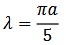 λ = πa/5